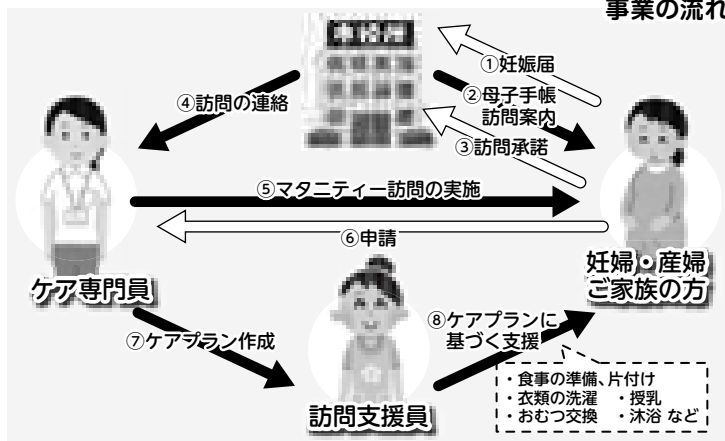 事業の流れ
①妊娠届
②母子手帳
訪問案内
③訪問承諾
④訪問の連絡
⑤マタニティー訪問の実施
⑥申請
ケア専門員
妊婦・産婦
ご家族の方
⑦ケアプラン作成
⑧ケアプランに
基づく支援
訪問支援員
・食事の準備、片付け
・衣類の洗濯　・授乳
・おむつ交換　・沐浴 など